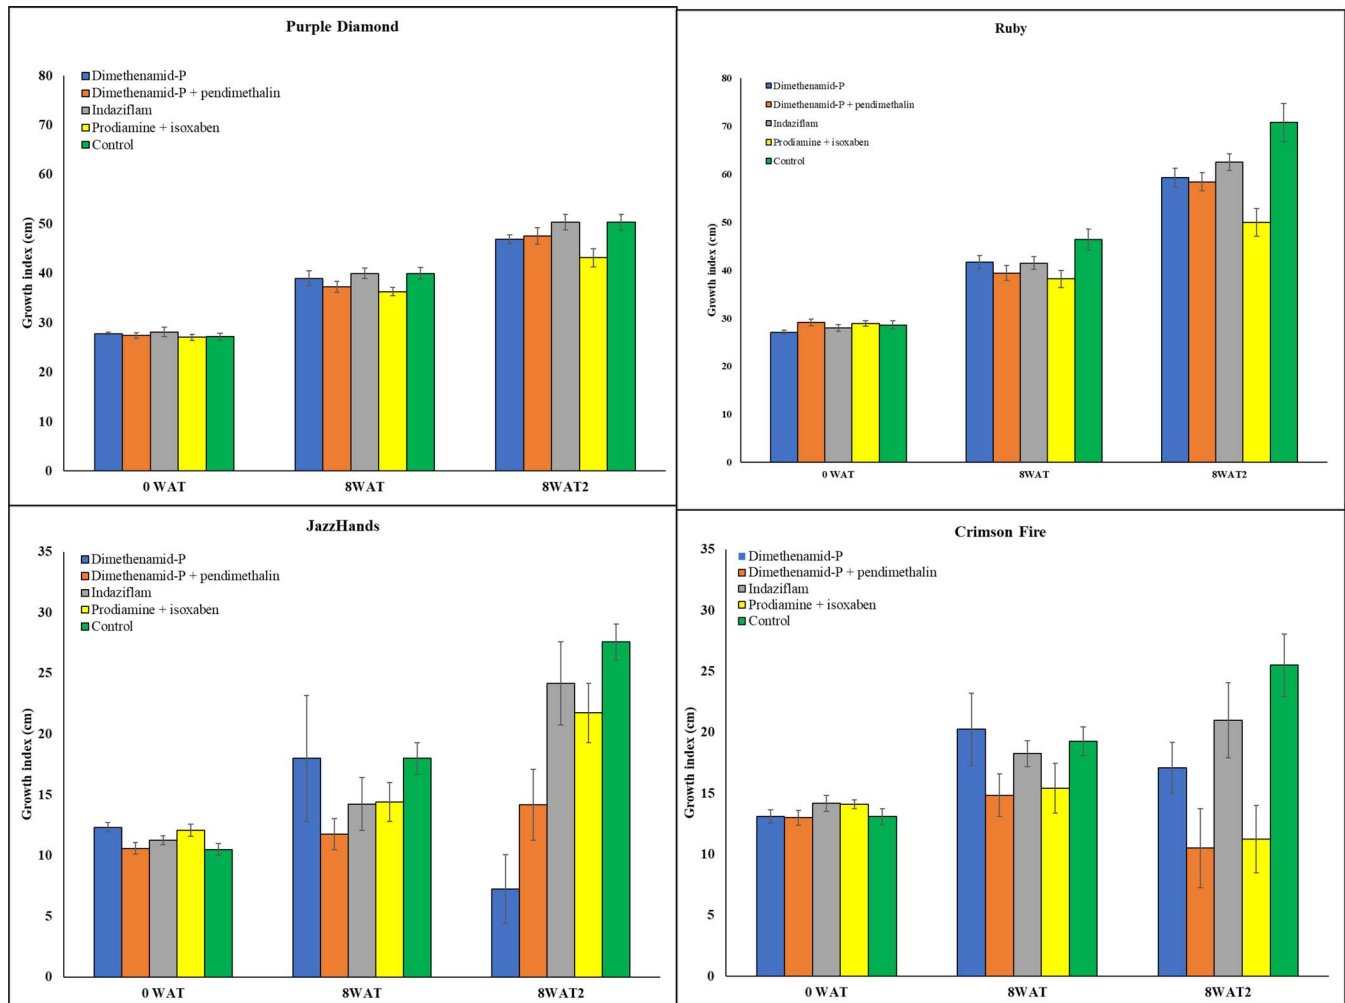 Purple Diamond
Dimethenamid-P
Dimethenamid-P + pendimethalin
Indaziflam
Prodiamine + isoxaben
Control
Growth index (cm)
80
70
60
50
40
30
20
10
0
0 WAT 8WAT 8WAT2
Ruby
Dimethenamid-P
Dimethenamid-P + pendimethalin
Indaziflam
Prodiamine + isoxaben
Control
Growth index (cm)
80
70
60
50
40
30
20
10
0
0 WAT 8WAT 8WAT2
JazzHands
Dimethenamid-P
Dimethenamid-P + pendimethalin
Indaziflam
Prodiamine + isoxaben
Control
Growth index (cm)
35
30
25
20
15
10
5
0
0 WAT 8WAT 8WAT2
Crimson Fire
Dimethenamid-P
Dimethenamid-P + pendimethalin
Indaziflam
Prodiamine + isoxaben
Control
Growth index (cm)
35
30
25
20
15
10
5
0
0 WAT 8WAT 8WAT2